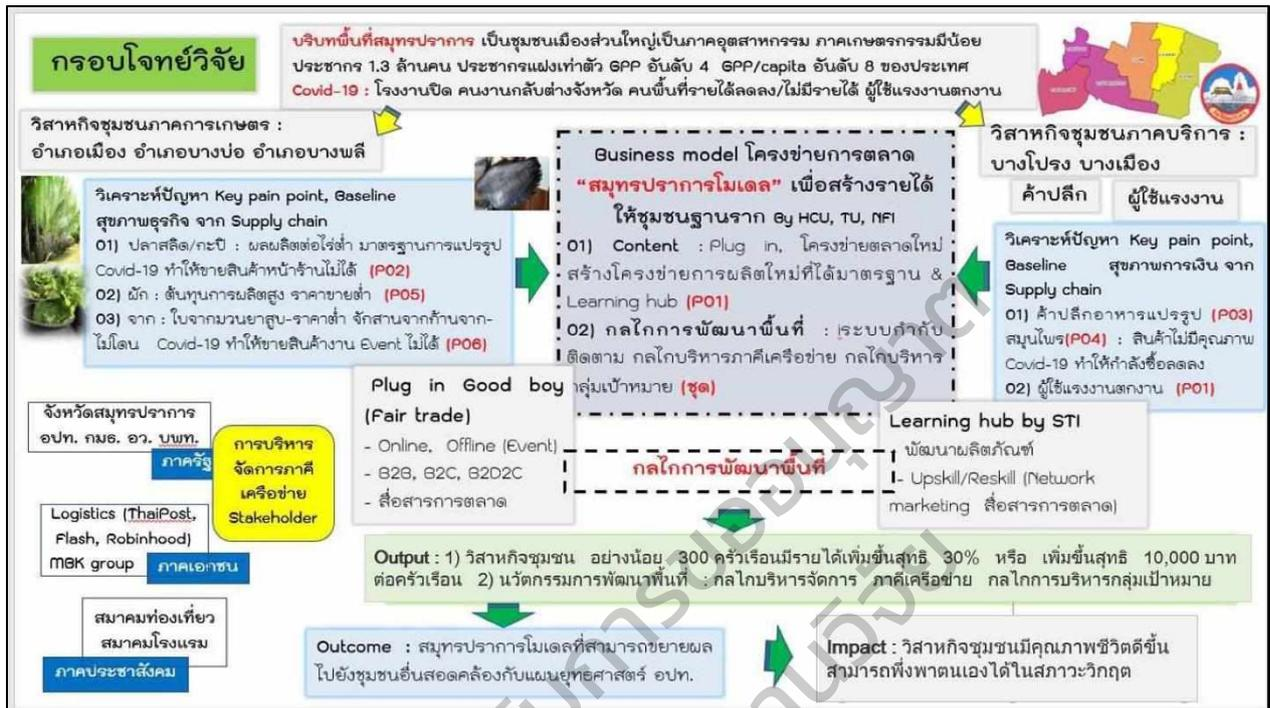 กรอบโจทย์วิจัย
บริบทพื้นที่สมุทรปราการ เป็นชุมชนเมืองส่วนใหญ่เป็นภาคอุตสาหกรรม ภาคเกษตรกรรมมีน้อย
ประชากร 1.3 ล้านคน ประชากรแฝงเท่าตัว GPP อันดับ 4 GPP/capita อันดับ 8 ของประเทศ
Covid-19 : โรงงานปิด คนงานกลับต่างจังหวัด คนพื้นที่รายได้ลดลง/ไม่มีรายได้ ผู้ใช้แรงงานตกงาน
วิสาหกิจชุมชนภาคการเกษตร :
อำเภอเมือง อำเภอบางบ่อ อำเภอบางพลี
วิเคราะห์ปัญหา Key pain point, Baseline
สุขภาพธุรกิจ จาก Supply chain
01) ปลาสลิด/กะปิ : ผลผลิตต่อไร่ต่ำ มาตรฐานการแปรรูป
Covid-19 ทำให้ขายสินค้าหน้าร้านไม่ได้ (P02)
02) ผัก : ต้นทุนการผลิตสูง ราคาขายต่ำ (P05)
03) จาก : ใบจากมวนยาสูบ-ราคาต่ำ จักสานจากก้านจาก-
ไม่โดน Covid-19 ทำให้ขายสินค้างาน Event ไม่ได้ (P06)
Business model โครงข่ายการตลาด
“สมุทรปราการโมเดล” เพื่อสร้างรายได้
ให้ชุมชนฐานราก By HCU, TU, NFI
01) Content : Plug in, โครงข่ายตลาดใหม่
สร้างโครงข่ายการผลิตใหม่ที่ได้มาตรฐาน &
Learning hub (P01)
02) กลไกการพัฒนาพื้นที่ : ระบบกำกับ
ติดตาม กลไกบริหารภาคีเครือข่าย กลไกบริหาร
กลุ่มเป้าหมาย (ชุด)
วิสาหกิจชุมชนภาคบริการ :
บางโปรง บางเมือง
ค้าปลีก
ผู้ใช้แรงงาน
วิเคราะห์ปัญหา Key pain point,
Baseline สุขภาพการเงิน จาก
Supply chain
01) ค้าปลีกอาหารแปรรูป (P03)
สมุนไพร(P04) : สินค้าไม่มีคุณภาพ
Covid-19 ทำให้กำลังซื้อลดลง
02) ผู้ใช้แรงงานตกงาน (P01)
Plug in Good boy
(Fair trade)
- Online, Offline (Event)
- B2B, B2C, B2D2C
- สื่อสารการตลาด
กลไกการพัฒนาพื้นที่
Learning hub by STI
- พัฒนาผลิตภัณฑ์
- Upskill/Reskill (Network
marketing สื่อสารการตลาด)
จังหวัดสมุทรปราการ
อปท. กมธ. อว. บพท.
ภาครัฐ
การบริหาร
จัดการภาคี
เครือข่าย
Stakeholder
Logistics (ThaiPost,
Flash, Robinhood)
MBK group
ภาคเอกชน
สมาคมท่องเที่ยว
สมาคมโรงแรม
ภาคประชาสังคม
Output : 1) วิสาหกิจชุมชน อย่างน้อย 300 ครัวเรือนมีรายได้เพิ่มขึ้นสุทธิ 30% หรือ เพิ่มขึ้นสุทธิ 10,000 บาท
ต่อครัวเรือน 2) นวัตกรรมการพัฒนาพื้นที่ : กลไกบริหารจัดการ ภาคีเครือข่าย กลไกการบริหารกลุ่มเป้าหมาย
Outcome : สมุทรปราการโมเดลที่สามารถขยายผล
ไปยังชุมชนอื่นสอดคล้องกับแผนยุทธศาสตร์ อปท.
Impact : วิสาหกิจชุมชนมีคุณภาพชีวิตดีขึ้น
สามารถพึ่งพาตนเองได้ในสภาวะวิกฤต